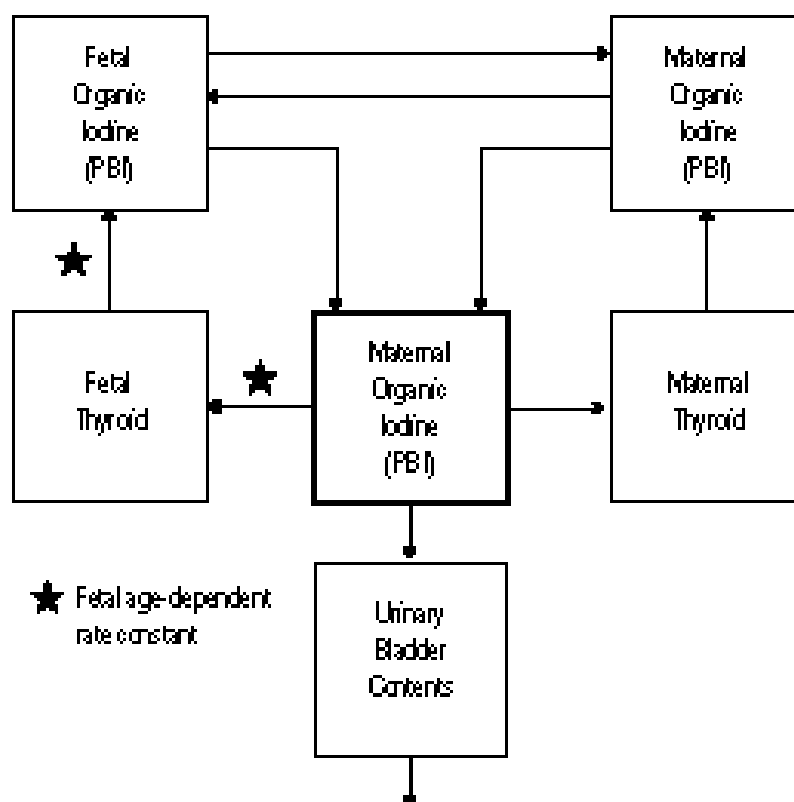 Fetal
Organic
Iodine
(PBI)
Maternal
Organic
Iodine
(PBI)
Fetal
Thyroid
Maternal
Organic
Iodine
(PBI)
Maternal
Thyroid
Fetal age-dependent
rate constant
Urinary
Bladder
Contents